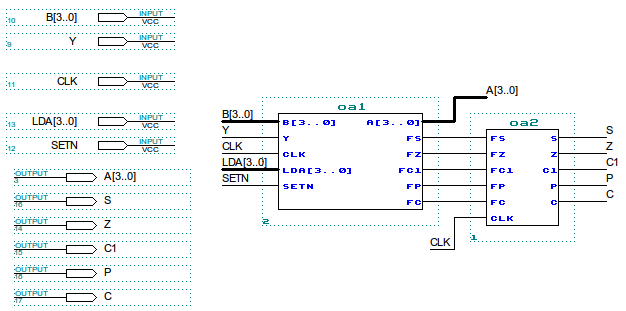 10 B[3..0] INPUT VCC
9 Y INPUT VCC
11 CLK INPUT VCC
13 LDA[3..0] INPUT VCC
12 SETN INPUT VCC
OUTPUT 3 A[3..0]
OUTPUT 16 S
OUTPUT 14 Z
OUTPUT 15 C1
OUTPUT P
OUTPUT 17 C
A[3..0]
oa1
B[3..0] B[3..0] A[3..0]
Y Y FS
CLK CLK FZ
LDA[3..0] LDA[3..0] FC1
SETN SETN FP
FC
2
oa2
FS S S
FZ Z Z
FC1 C1 C1
FP P P
FC C C
CLK CLK
1